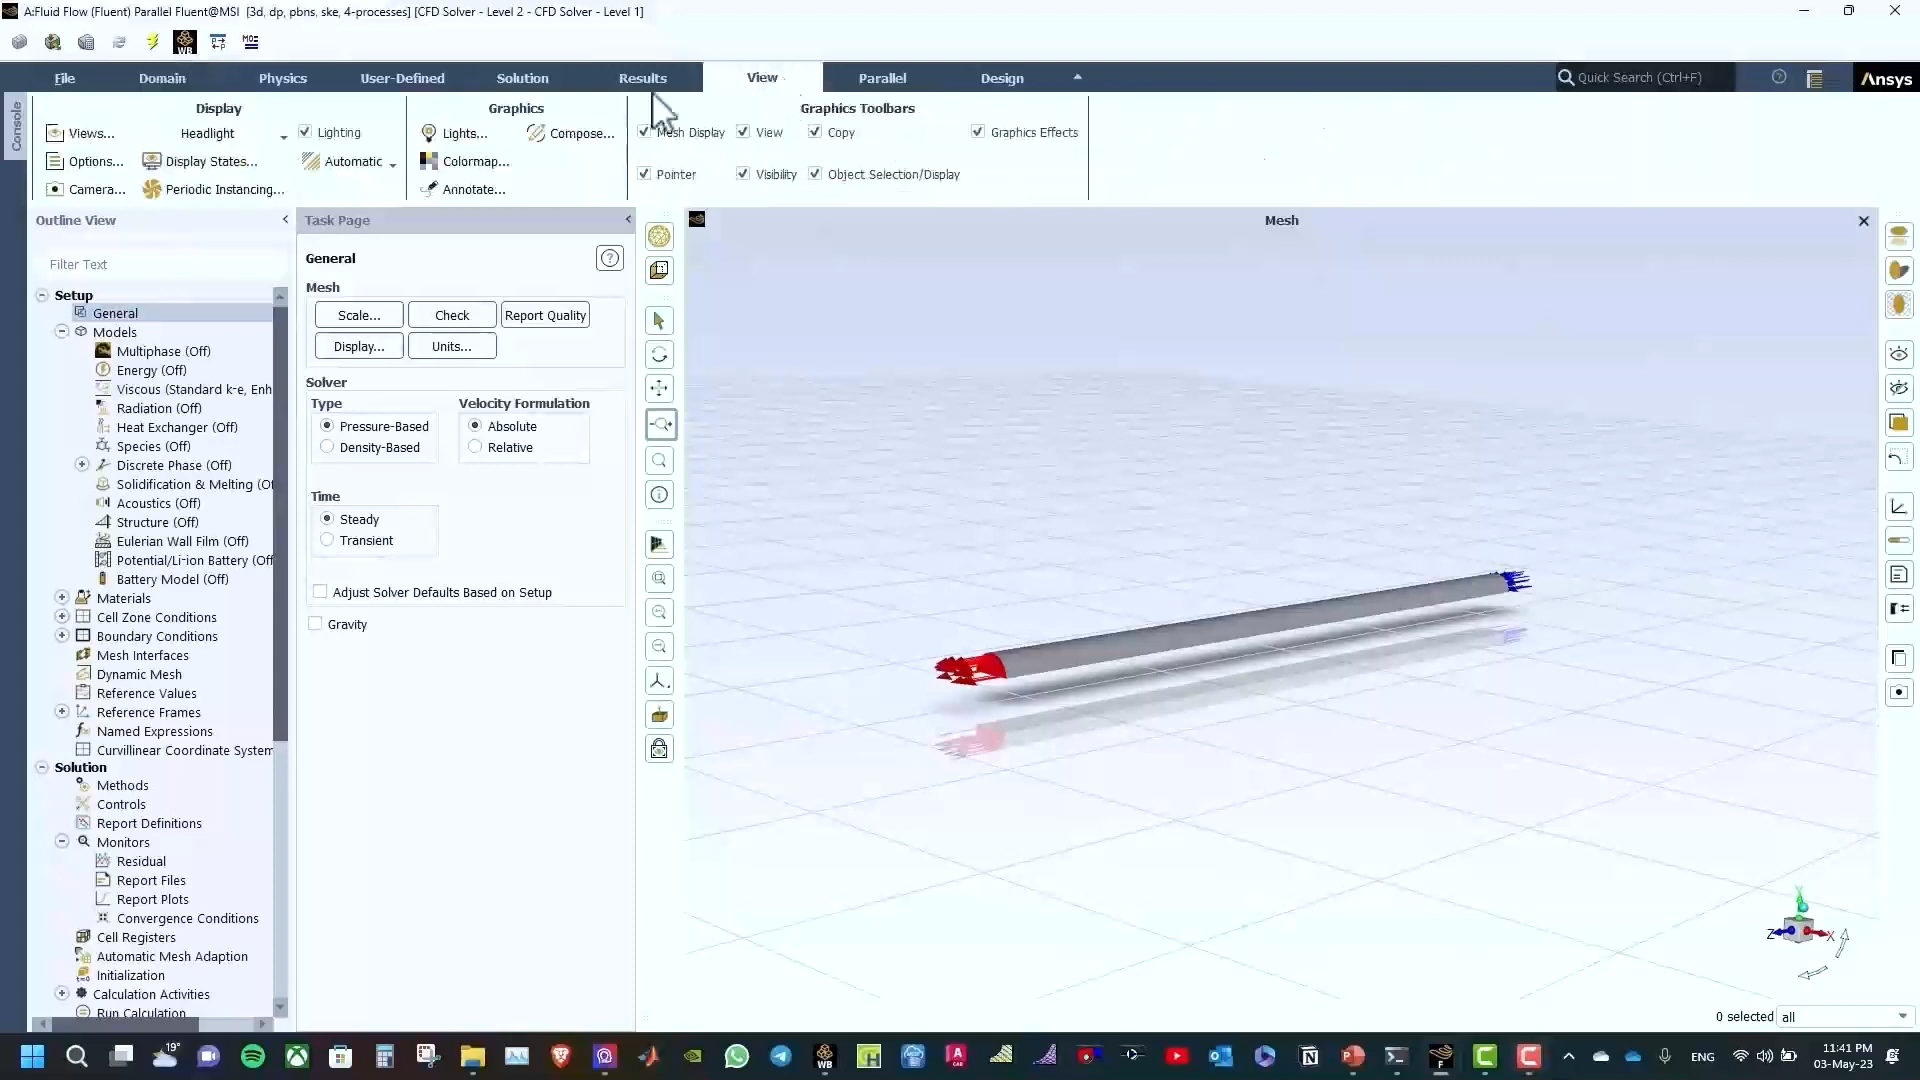 A:Fluid Flow (Fluent) Parallel Fluent@MSI [3d, dp, pbns, ske, 4-processes] [CFD Solver - Level 2 - CFD Solver - Level 1]
WB
File Domain Physics User-Defined Solution Results View Parallel Design Quick Search (Ctrl+F) Ansys
Console
Display Graphics Graphics Toolbars
Views... Headlight Lighting Lights... Compose... Mesh Display View Copy Graphics Effects
Options... Display States... Automatic Colormap...
Pointer Visibility Object Selection/Display
Camera... Periodic Instancing... Annotate...
Outline View
Filter Text
Setup
General
Models
Multiphase (Off)
Energy (Off)
Viscous (Standard k-e, Enh
Radiation (Off)
Heat Exchanger (Off)
Species (Off)
Discrete Phase (Off)
Solidification & Melting (Of
Acoustics (Off)
Structure (Off)
Eulerian Wall Film (Off)
Potential/Li-ion Battery (Off
Battery Model (Off)
Materials
Cell Zone Conditions
Boundary Conditions
Mesh Interfaces
Dynamic Mesh
Reference Values
Reference Frames
Named Expressions
Curvillinear Coordinate System
Solution
Methods
Controls
Report Definitions
Monitors
Residual
Report Files
Report Plots
Convergence Conditions
Cell Registers
Automatic Mesh Adaption
Initialization
Calculation Activities
Run Calculation
Task Page
General
Mesh
Scale... Check Report Quality
Display... Units...
Solver
Type Velocity Formulation
Pressure-Based Absolute
Density-Based Relative
Time
Steady
Transient
Adjust Solver Defaults Based on Setup
Gravity
Mesh
Y
Z X
0 selected all
19° ENG 11:41 PM
03-May-23